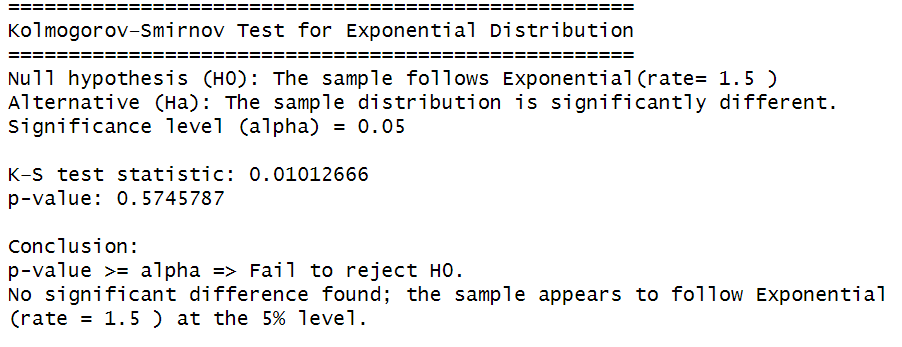 ====================================================
Kolmogorov-Smirnov Test for Exponential Distribution
====================================================
Null hypothesis (H0): The sample follows Exponential(rate= 1.5 )
Alternative (Ha): The sample distribution is significantly different.
Significance level (alpha) = 0.05
K-S test statistic: 0.01012666
p-value: 0.5745787
Conclusion:
p-value >= alpha => Fail to reject H0.
No significant difference found; the sample appears to follow Exponential
(rate = 1.5 ) at the 5% level.